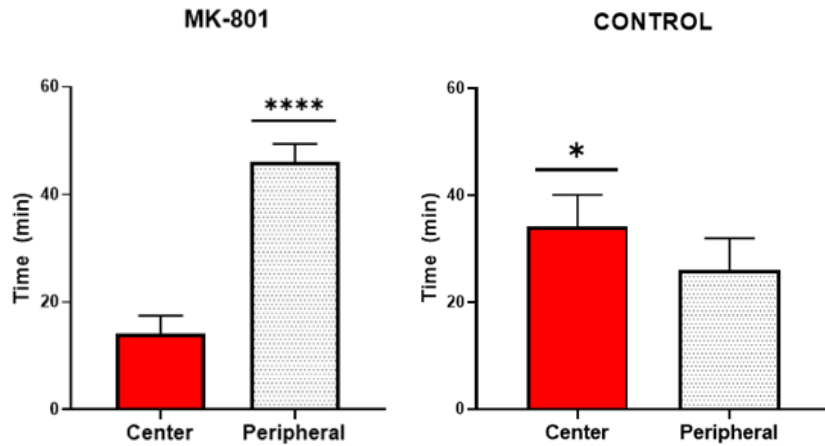 MK-801
Time (min)
60
40
20
0
****
Center
Peripheral
CONTROL
Time (min)
60
40
20
0
*
Center
Peripheral